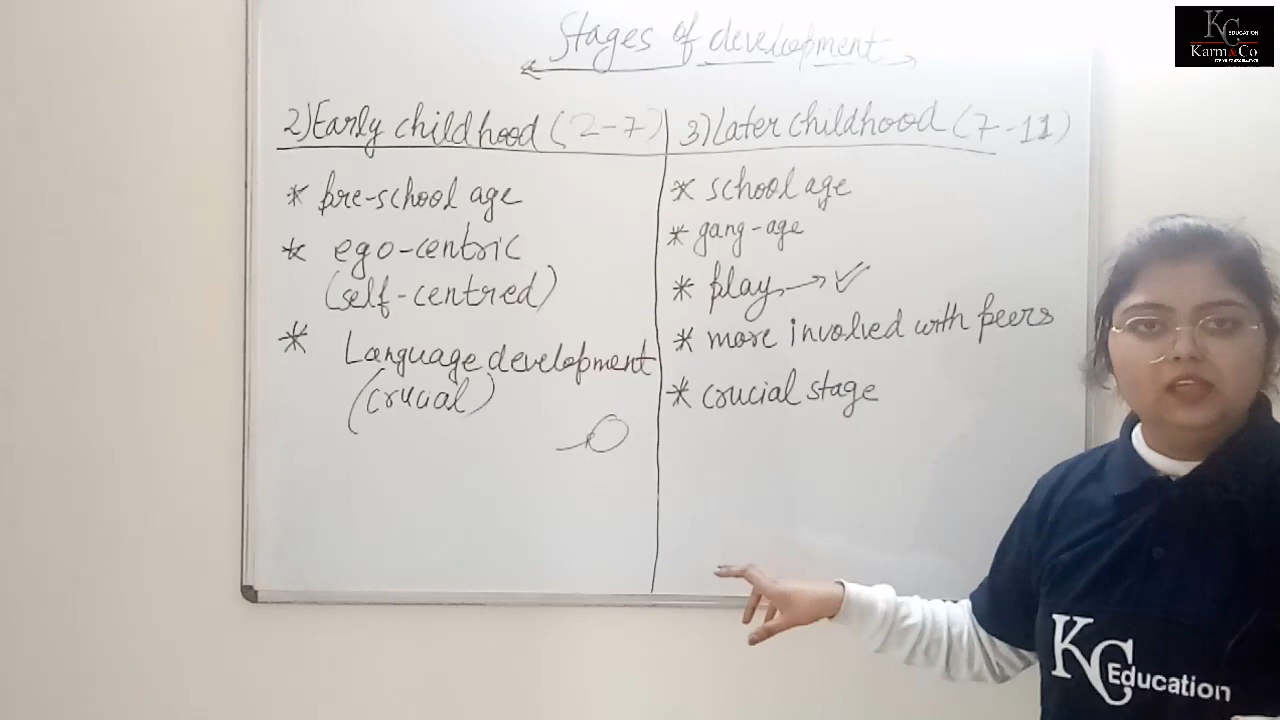 Stages of development
2) Early childhood (2-7)
* pre-school age
* ego-centric
(self-centred)
* Language development
(crucial)
3) Later childhood (7-11)
* school age
* gang-age
* play → ✓
* more involved with peers
* crucial stage
KC EDUCATION
Karm&Co
KC Education